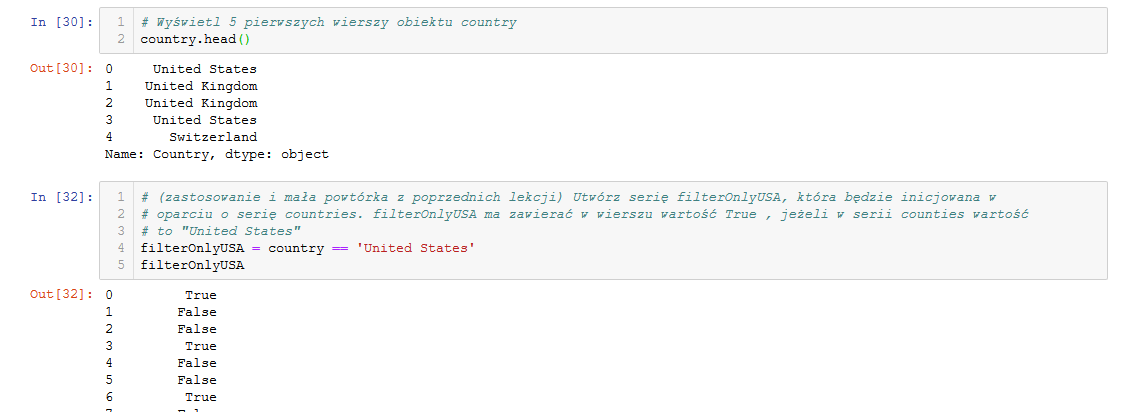 In [30]:
1 # Wyświetl 5 pierwszych wierszy obiektu country
2 country.head()
Out[30]: 0 United States
1 United Kingdom
2 United Kingdom
3 United States
4 Switzerland
Name: Country, dtype: object
In [32]:
1 # (zastosowanie i mała powtórka z poprzednich lekcji) Utwórz serię filterOnlyUSA, która będzie inicjowana w
2 # oparciu o serię countries. filterOnlyUSA ma zawierać w wierszu wartość True , jeżeli w serii counties wartość
3 # to "United States"
4 filterOnlyUSA = country == 'United States'
5 filterOnlyUSA
Out[32]: 0 True
1 False
2 False
3 True
4 False
5 False
6 True